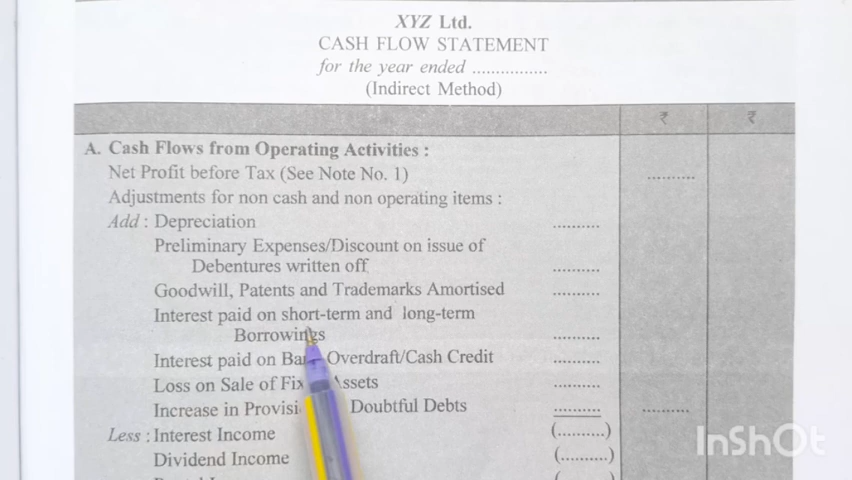 XYZ Ltd.
CASH FLOW STATEMENT
for the year ended ................
(Indirect Method)
₹ ₹
A. Cash Flows from Operating Activities :
Net Profit before Tax (See Note No. 1) ..........
Adjustments for non cash and non operating items :
Add : Depreciation ..........
Preliminary Expenses/Discount on issue of
Debentures written off ..........
Goodwill, Patents and Trademarks Amortised ..........
Interest paid on short-term and long-term
Borrowings ..........
Interest paid on Overdraft/Cash Credit ..........
Loss on Sale of Assets ..........
Increase in Doubtful Debts .......... ..........
Less : Interest Income (..........)
Dividend Income (..........)
InShOt